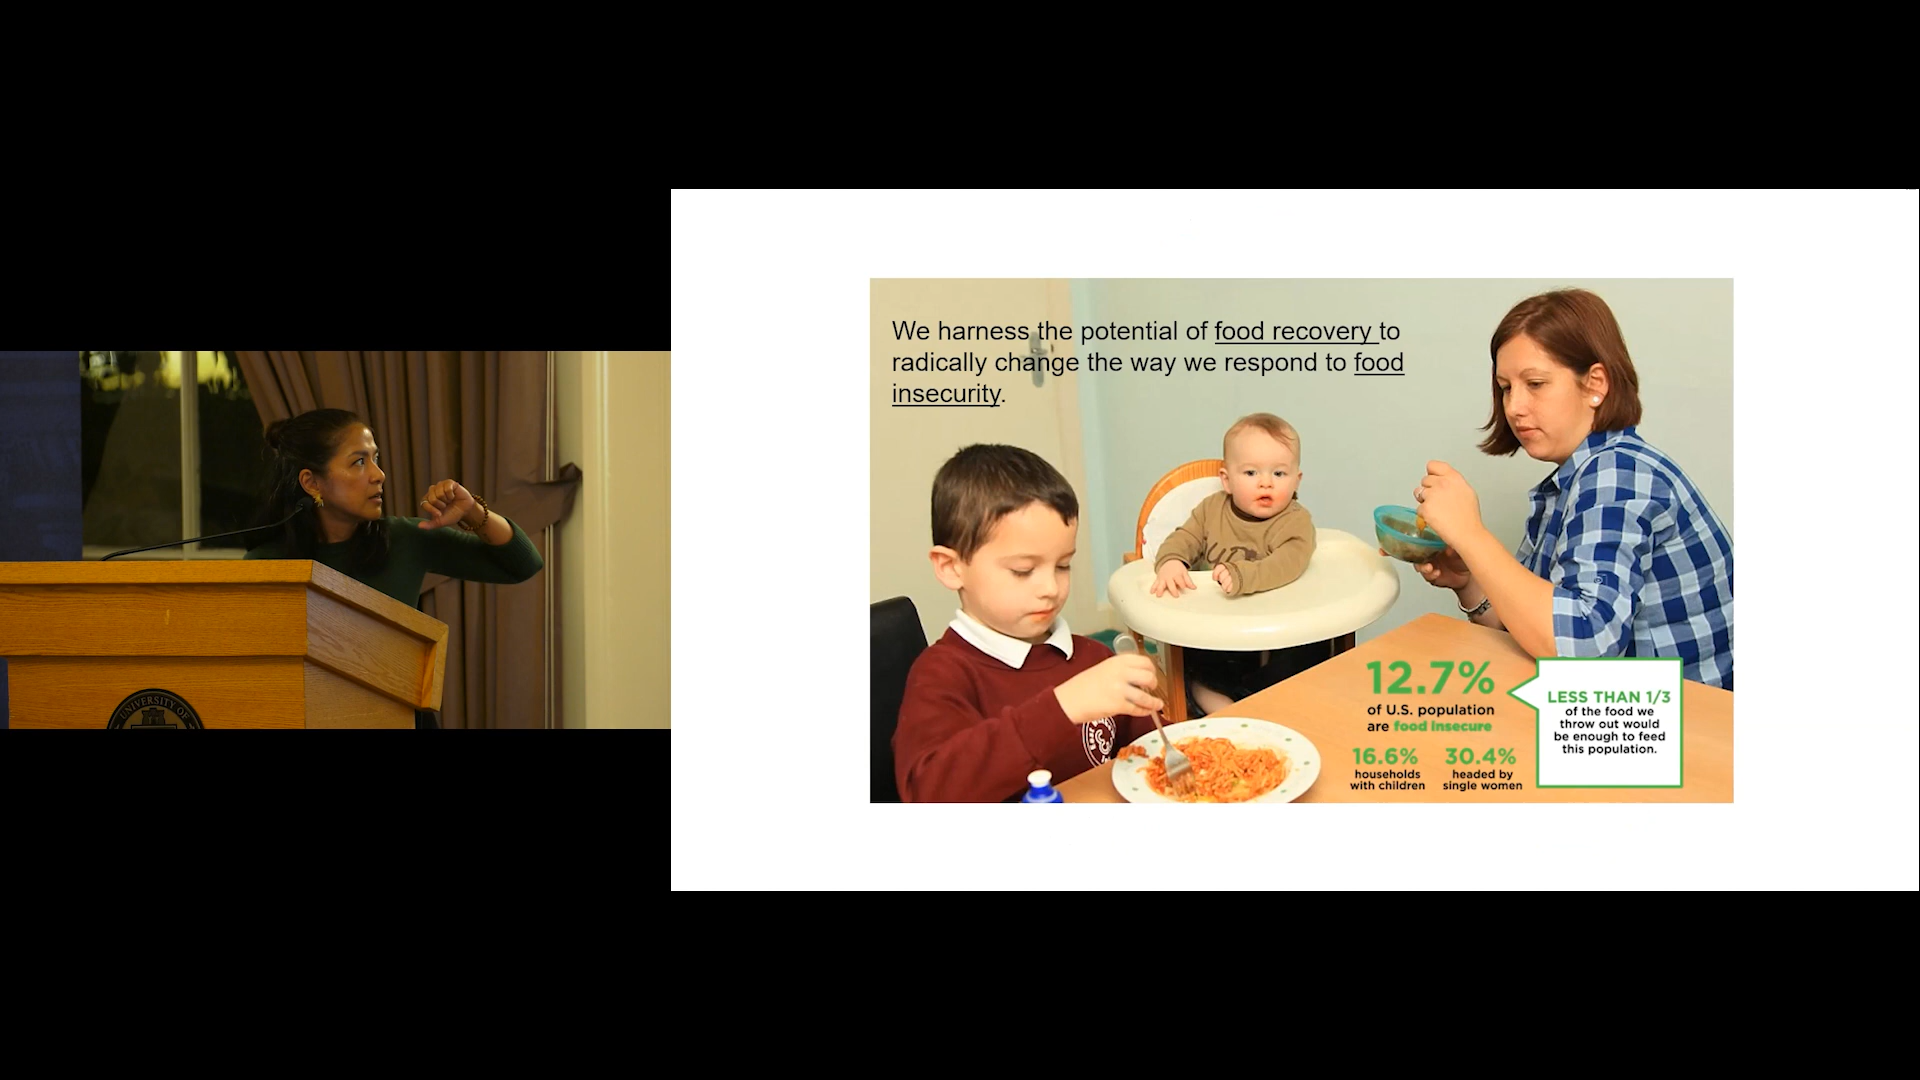 We harness the potential of food recovery to
radically change the way we respond to food
insecurity.
12.7%
of U.S. population
are food insecure
16.6%
households
with children
30.4%
headed by
single women
LESS THAN 1/3
of the food we
throw out would
be enough to feed
this population.
UNIVERSITY OF